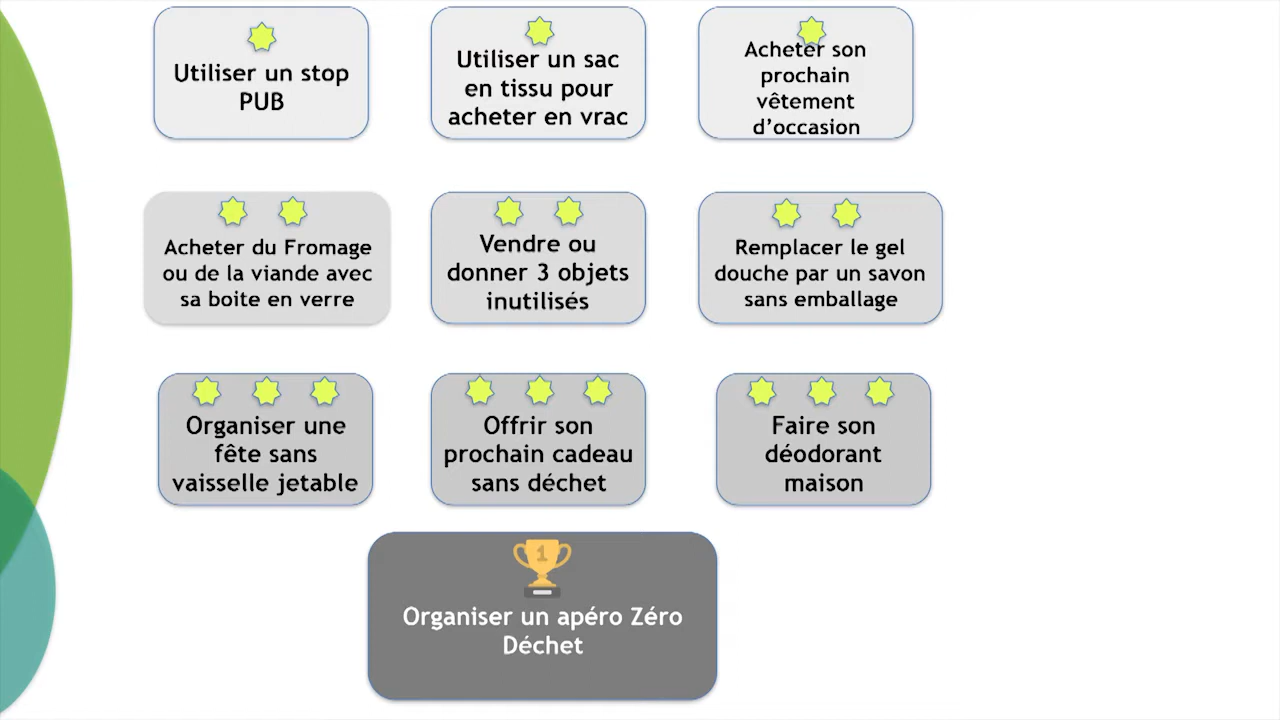 Utiliser un stop
PUB
Utiliser un sac
en tissu pour
acheter en vrac
Acheter son
prochain
vêtement
d’occasion
Acheter du Fromage
ou de la viande avec
sa boite en verre
Vendre ou
donner 3 objets
inutilisés
Remplacer le gel
douche par un savon
sans emballage
Organiser une
fête sans
vaisselle jetable
Offrir son
prochain cadeau
sans déchet
Faire son
déodorant
maison
1
Organiser un apéro Zéro
Déchet